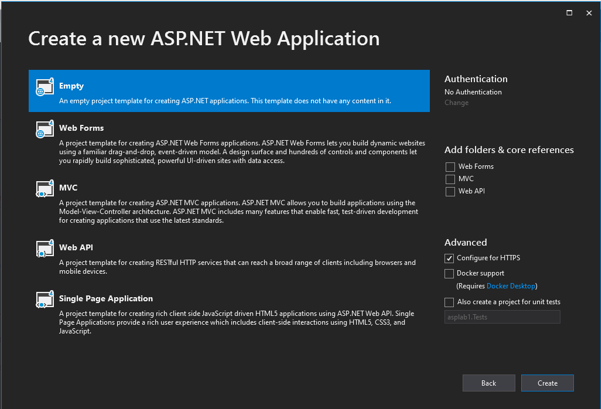 Create a new ASP.NET Web Application
Empty
An empty project template for creating ASP.NET applications. This template does not have any content in it.
Web Forms
A project template for creating ASP.NET Web Forms applications. ASP.NET Web Forms lets you build dynamic websites
using a familiar drag-and-drop, event-driven model. A design surface and hundreds of controls and components let
you rapidly build sophisticated, powerful UI-driven sites with data access.
MVC
A project template for creating ASP.NET MVC applications. ASP.NET MVC allows you to build applications using the
Model-View-Controller architecture. ASP.NET MVC includes many features that enable fast, test-driven development
for creating applications that use the latest standards.
Web API
A project template for creating RESTful HTTP services that can reach a broad range of clients including browsers and
mobile devices.
Single Page Application
A project template for creating rich client side JavaScript driven HTML5 applications using ASP.NET Web API. Single
Page Applications provide a rich user experience which includes client-side interactions using HTML5, CSS3, and
JavaScript.
Authentication
No Authentication
Change
Add folders & core references
Web Forms
MVC
Web API
Advanced
Configure for HTTPS
Docker support
(Requires Docker Desktop)
Also create a project for unit tests
asplab1.Tests
Back
Create